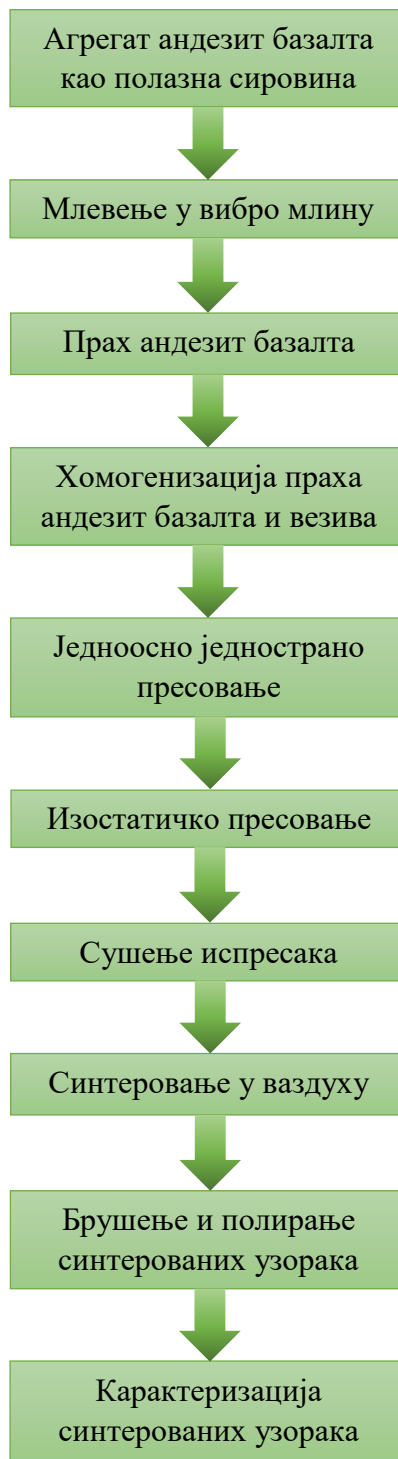 Агрегат андезит базалта
као полазна сировина
Млевење у вибро млину
Прах андезит базалта
Хомогенизација праха
андезит базалта и везива
Једноосно једнострано
пресовање
Изостатичко пресовање
Сушење испресака
Синтеровање у ваздуху
Брушење и полирање
синтерованих узорака
Карактеризација
синтерованих узорака